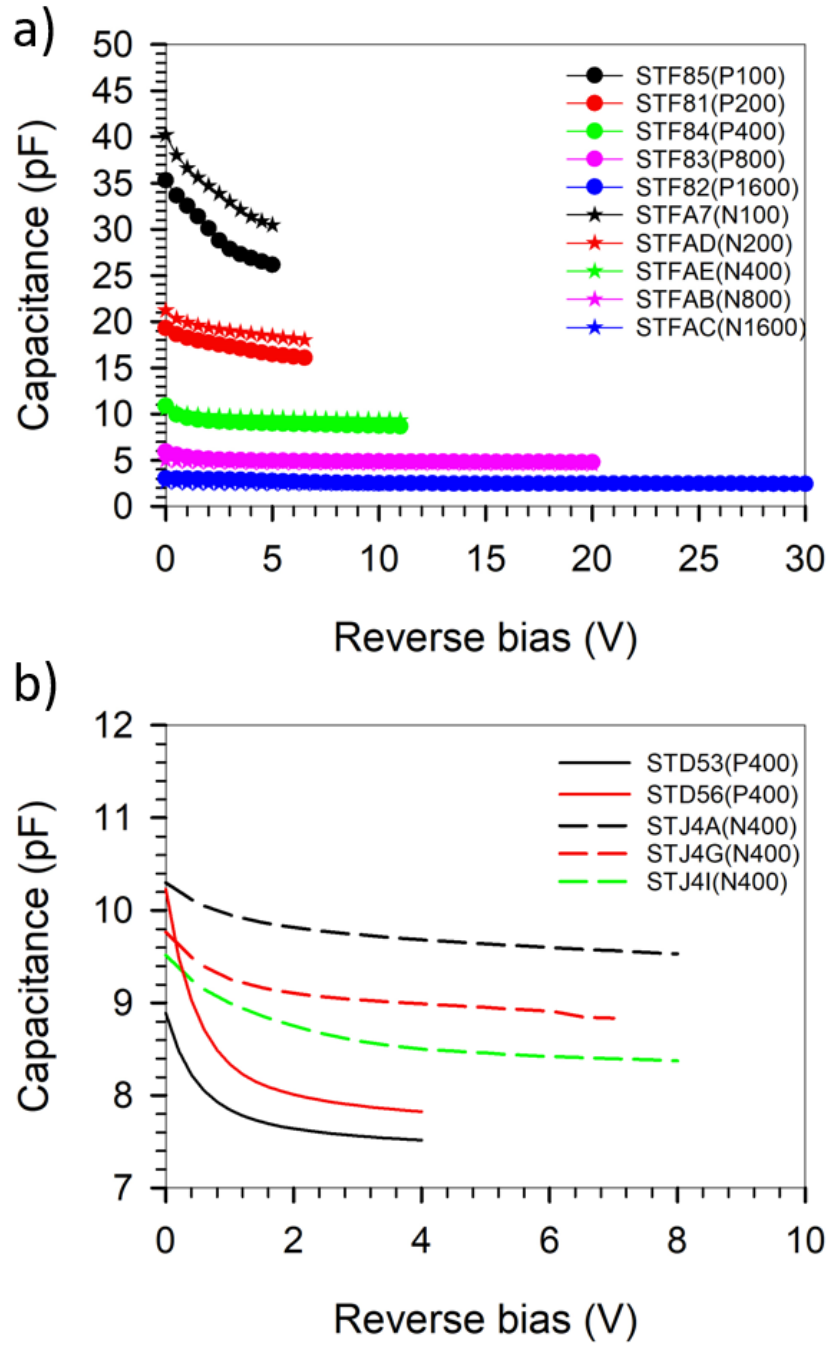 a)
50
45
40
35
30
25
20
15
10
5
0
Capacitance (pF)
STF85(P100)
STF81(P200)
STF84(P400)
STF83(P800)
STF82(P1600)
STFA7(N100)
STFAD(N200)
STFAE(N400)
STFAB(N800)
STFAC(N1600)
0 5 10 15 20 25 30
Reverse bias (V)
b)
12
11
10
9
8
7
Capacitance (pF)
STD53(P400)
STD56(P400)
STJ4A(N400)
STJ4G(N400)
STJ4I(N400)
0 2 4 6 8 10
Reverse bias (V)